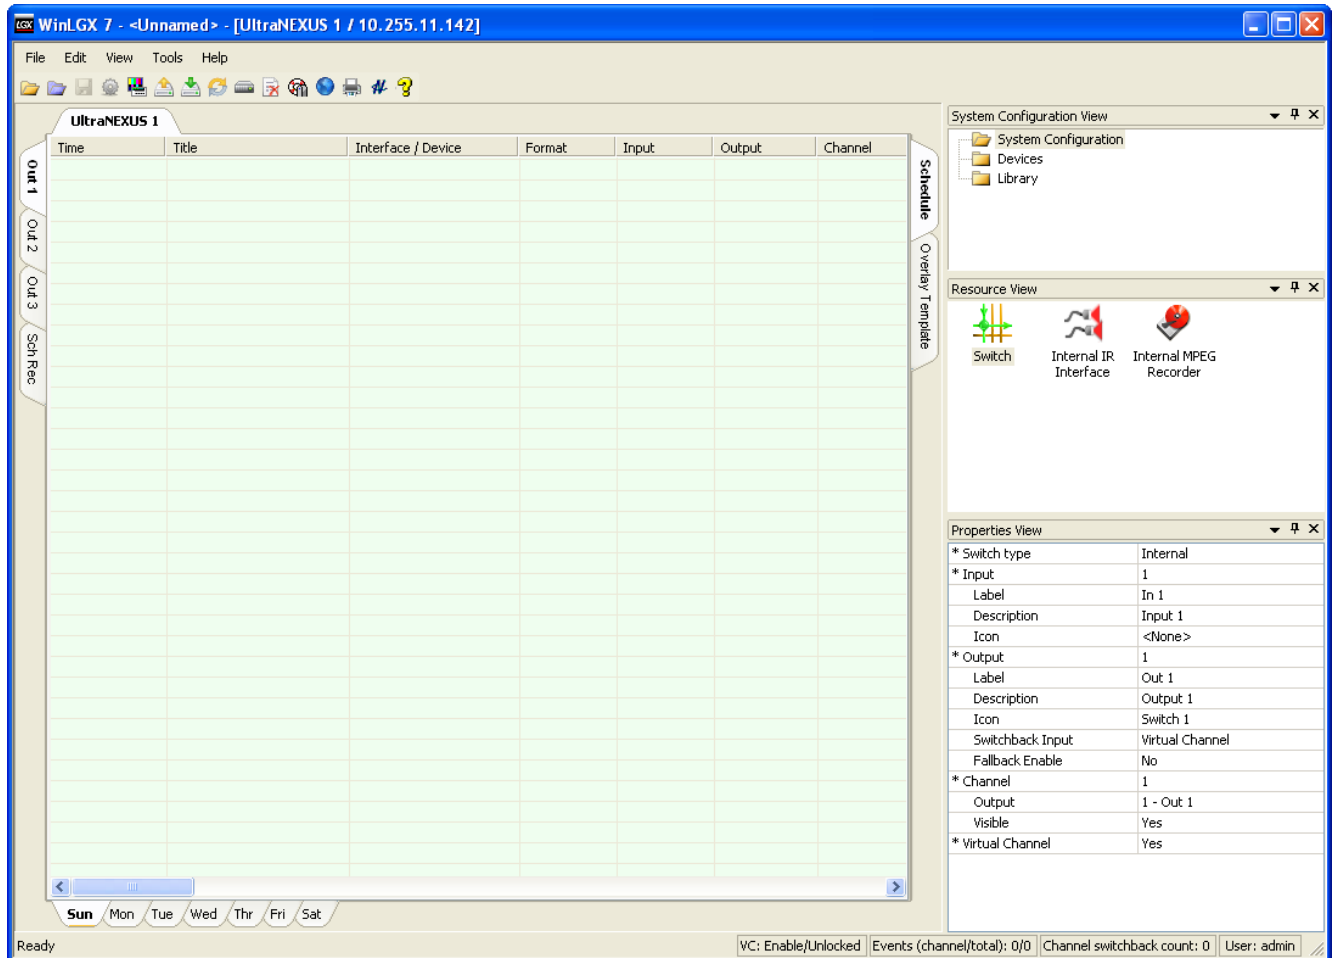 LGX WinLGX 7 - <Unnamed> - [UltraNEXUS 1 / 10.255.11.142]
File Edit View Tools Help
UltraNEXUS 1
Time Title Interface / Device Format Input Output Channel
Out 1
Out 2
Out 3
Sch Rec
Schedule
Overlay Template
Sun Mon Tue Wed Thr Fri Sat
System Configuration View
System Configuration
Devices
Library
Resource View
Switch
Internal IR Interface
Internal MPEG Recorder
Properties View
* Switch type Internal
* Input 1
Label In 1
Description Input 1
Icon <None>
* Output 1
Label Out 1
Description Output 1
Icon Switch 1
Switchback Input Virtual Channel
Fallback Enable No
* Channel 1
Output 1 - Out 1
Visible Yes
* Virtual Channel Yes
Ready VC: Enable/Unlocked Events (channel/total): 0/0 Channel switchback count: 0 User: admin